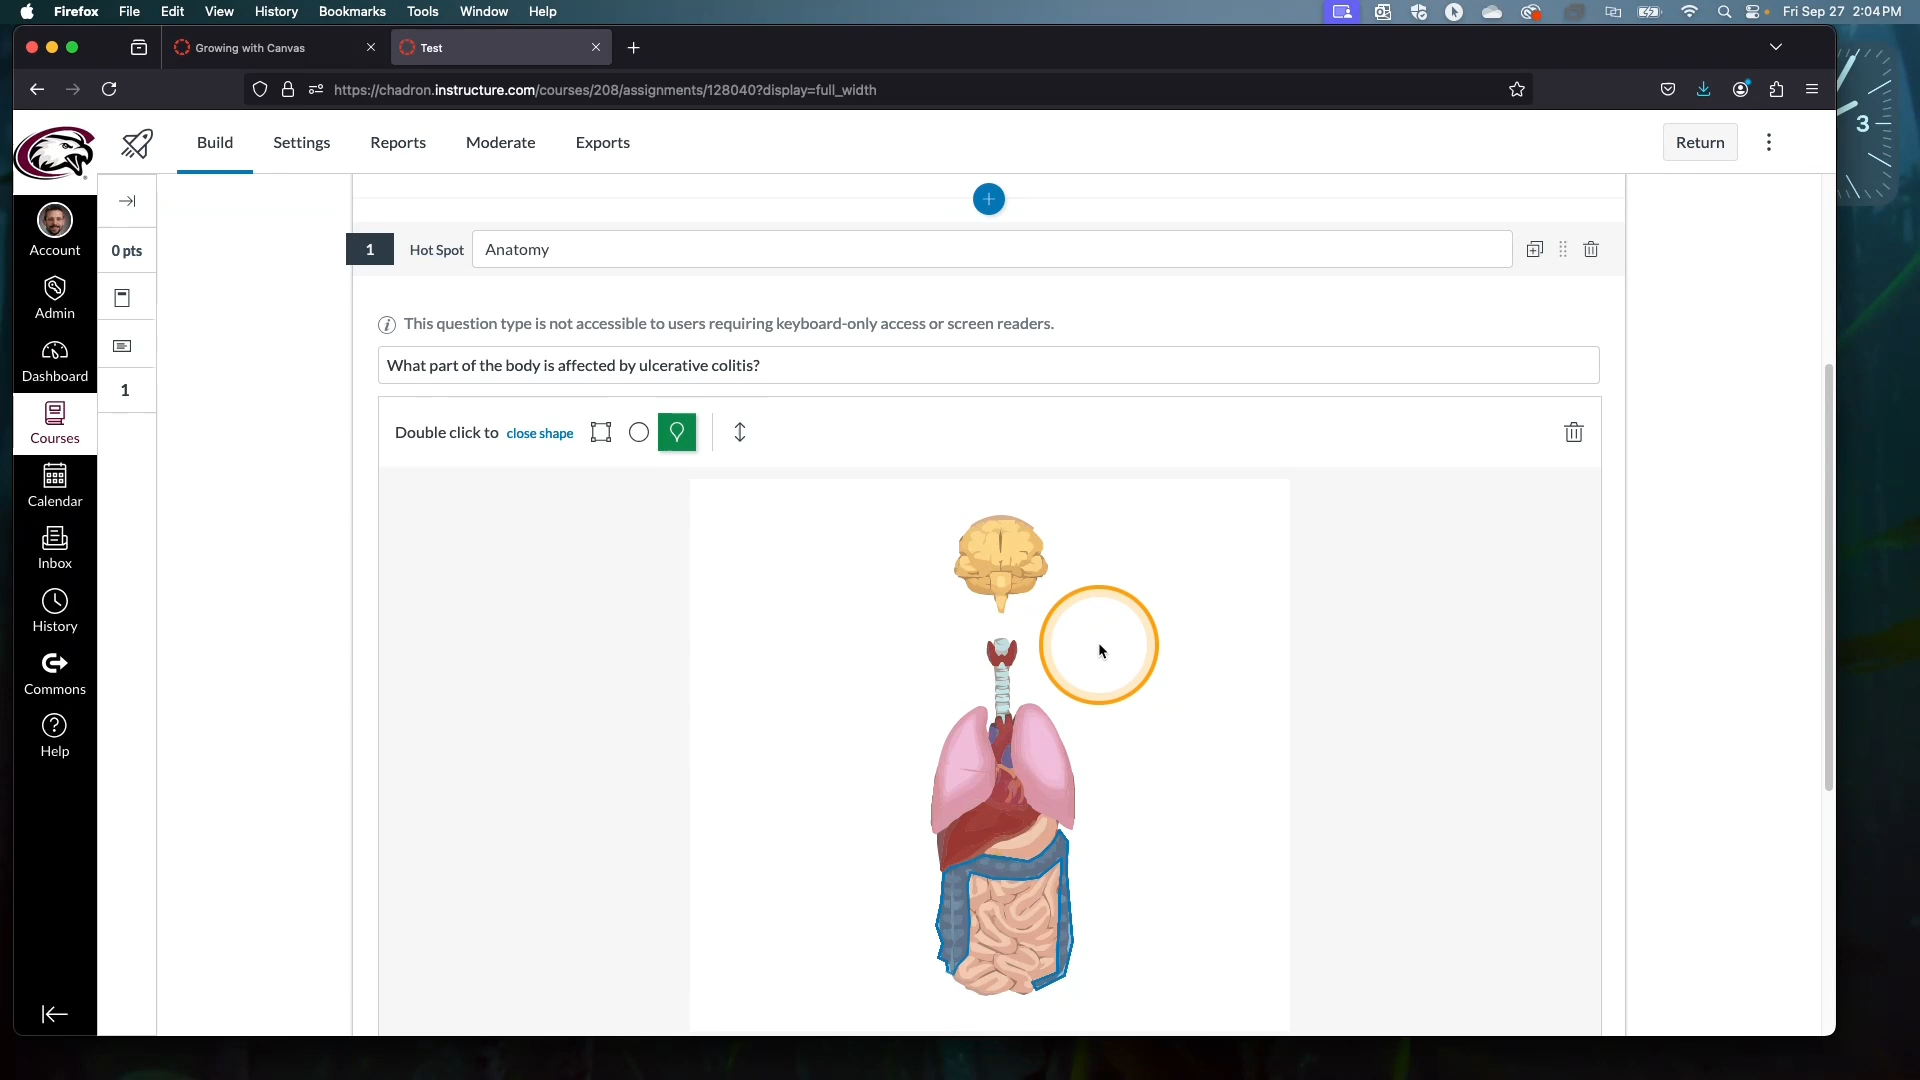 Firefox File Edit View History Bookmarks Tools Window Help Fri Sep 27 2:04 PM
Growing with Canvas Test
https://chadron.instructure.com/courses/208/assignments/128040?display=full_width
3
Build Settings Reports Moderate Exports Return
Account
Admin
Dashboard
Courses
Calendar
Inbox
History
Commons
Help
0 pts
1
1 Hot Spot Anatomy
This question type is not accessible to users requiring keyboard-only access or screen readers.
What part of the body is affected by ulcerative colitis?
Double click to close shape